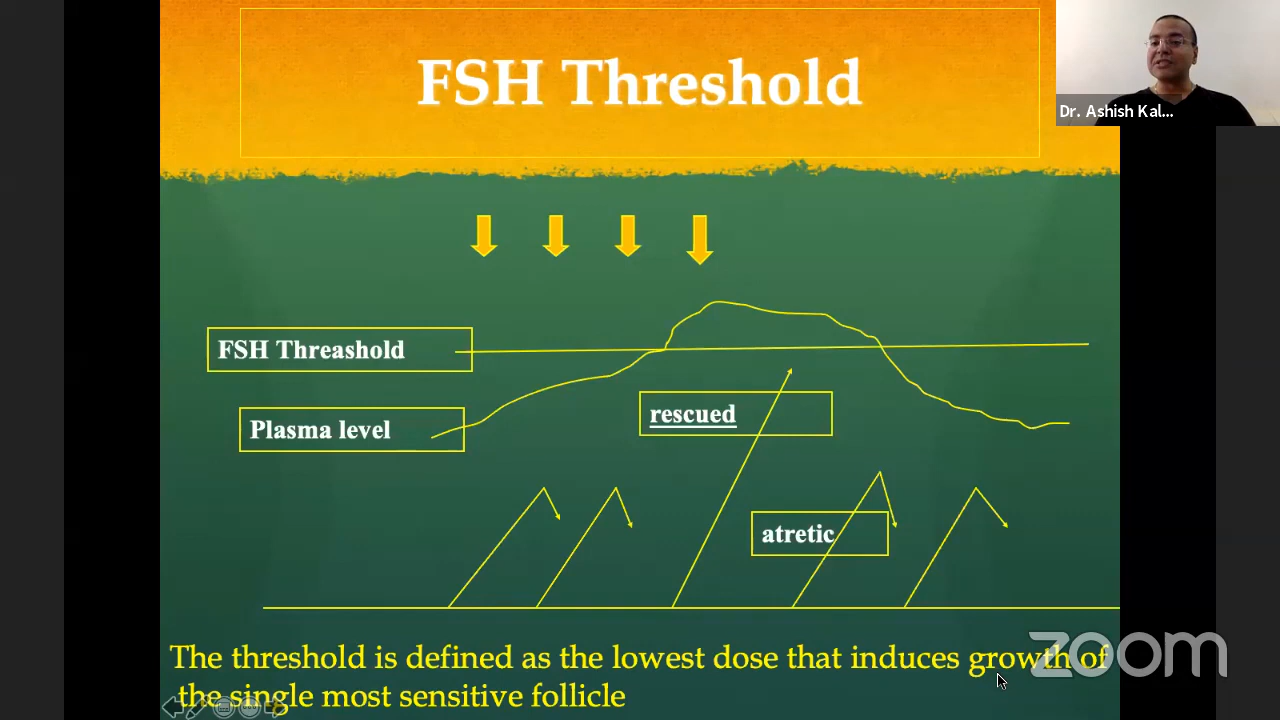 FSH Threshold
Dr. Ashish Kal...
FSH Threashold
Plasma level
rescued
atretic
The threshold is defined as the lowest dose that induces growth of
the single most sensitive follicle
zoom